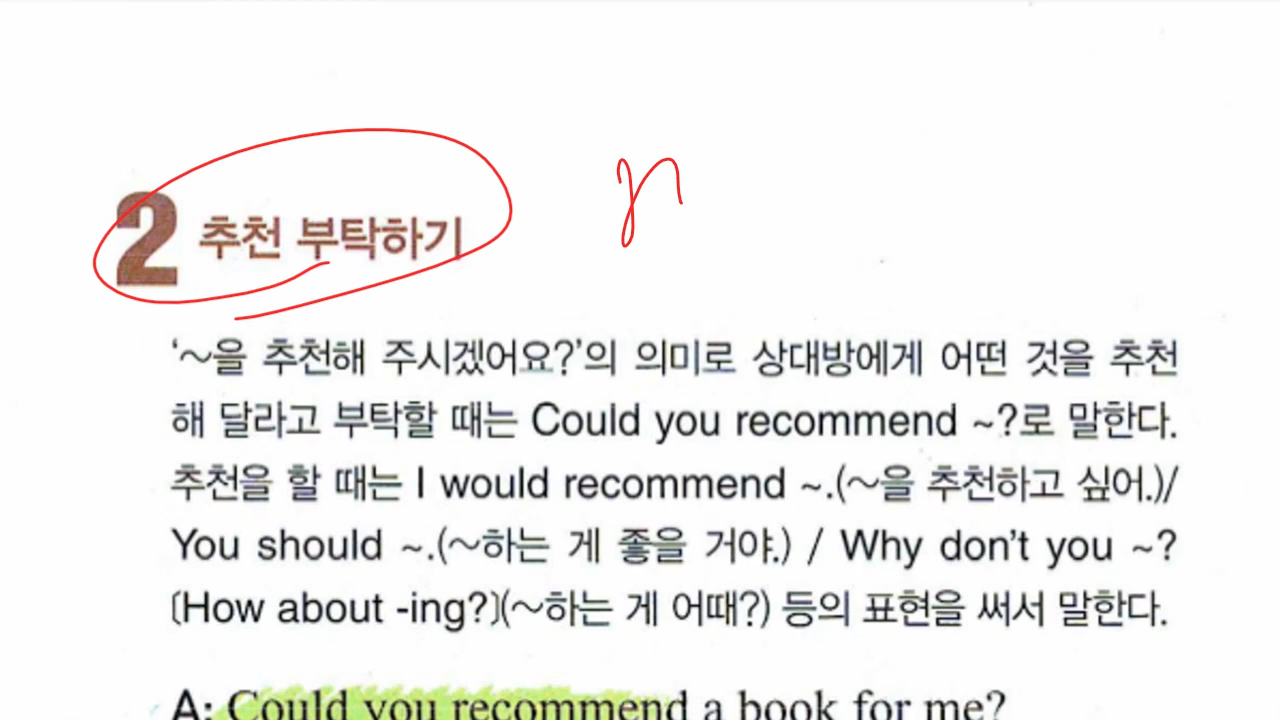 2 추천 부탁하기
‘～을 추천해 주시겠어요?’의 의미로 상대방에게 어떤 것을 추천
해 달라고 부탁할 때는 Could you recommend ~?로 말한다.
추천을 할 때는 I would recommend ~.(～을 추천하고 싶어.)/
You should ~.(～하는 게 좋을 거야.) / Why don’t you ~?
〔How about -ing?〕(～하는 게 어때?) 등의 표현을 써서 말한다.
A: Could you recommend a book for me?